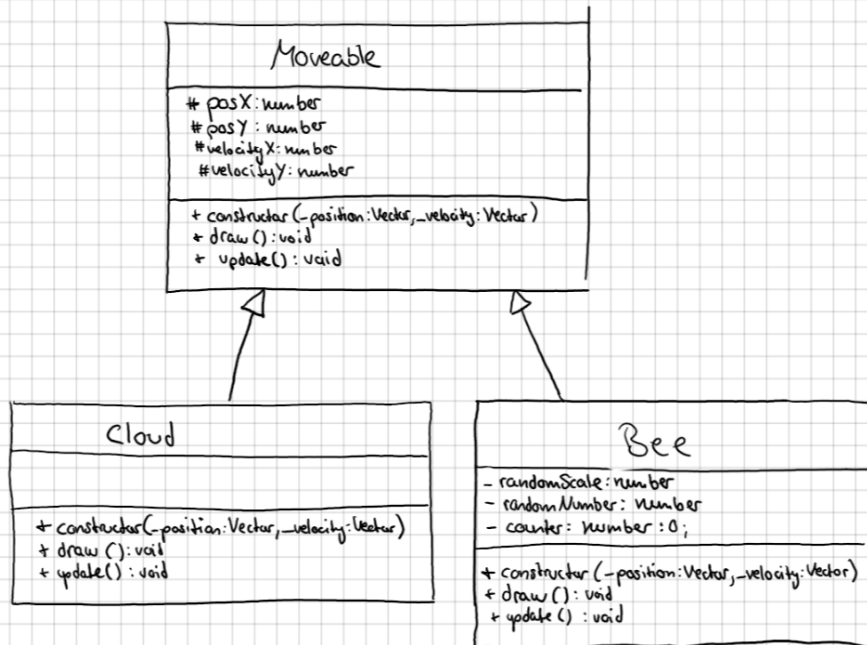 Moveable
# posX: number
# posY: number
# velocityX: number
# velocityY: number
+ constructor(_position: Vector, _velocity: Vector)
+ draw(): void
+ update(): void
Cloud
+ constructor(_position: Vector, _velocity: Vector)
+ draw(): void
+ update(): void
Bee
- randomScale: number
- randomNumber: number
- counter: number : 0;
+ constructor(_position: Vector, _velocity: Vector)
+ draw(): void
+ update(): void